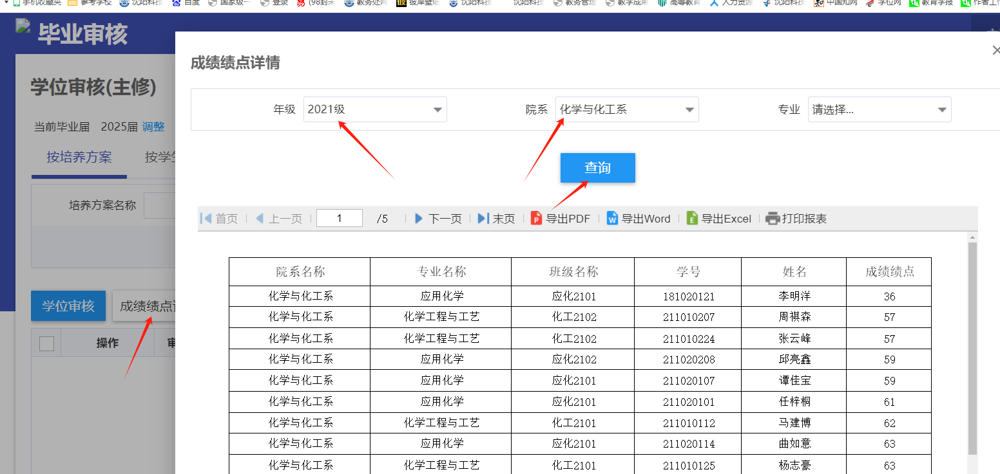 手机收藏夹 参考学校 沈阳科技 百度 国家级一 登录 (98封未 教务处网 彼岸壁纸 沈阳科技 沈阳科技 教务管理 教学成果 高等教育 人力资源 沈阳科技 中国知网 学位网 教育学报 作者工作
毕业审核
成绩绩点详情
学位审核(主修)
年级 2021级 院系 化学与化工系 专业 请选择...
当前毕业届 2025届 调整
按培养方案 按学生
查询
培养方案名称
首页 上一页 1 /5 下一页 末页 导出PDF 导出Word 导出Excel 打印报表
院系名称 专业名称 班级名称 学号 姓名 成绩绩点
化学与化工系 应用化学 应化2101 181020121 李明洋 36
学位审核 成绩绩点详
化学与化工系 化学工程与工艺 化工2102 211010207 周祺森 57
操作 审
化学与化工系 化学工程与工艺 化工2102 211010224 张云峰 57
化学与化工系 应用化学 应化2102 211020208 邱亮鑫 59
化学与化工系 应用化学 应化2101 211020107 谭佳宝 59
化学与化工系 应用化学 应化2101 211020101 任梓桐 61
化学与化工系 化学工程与工艺 化工2101 211010112 马建博 62
化学与化工系 应用化学 应化2101 211020114 曲如意 63
化学与化工系 化学工程与工艺 化工2101 211010125 杨志豪 63